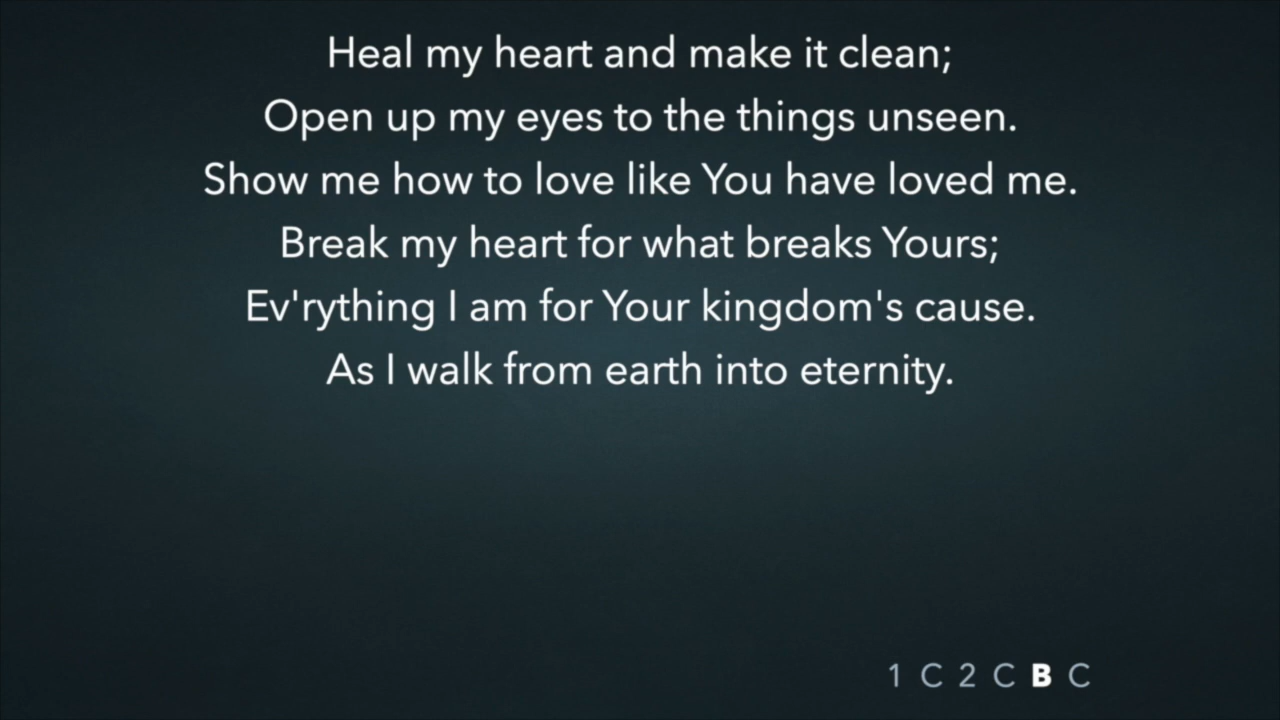 Heal my heart and make it clean;
Open up my eyes to the things unseen.
Show me how to love like You have loved me.
Break my heart for what breaks Yours;
Ev'rything I am for Your kingdom's cause.
As I walk from earth into eternity.
1 C 2 C B C